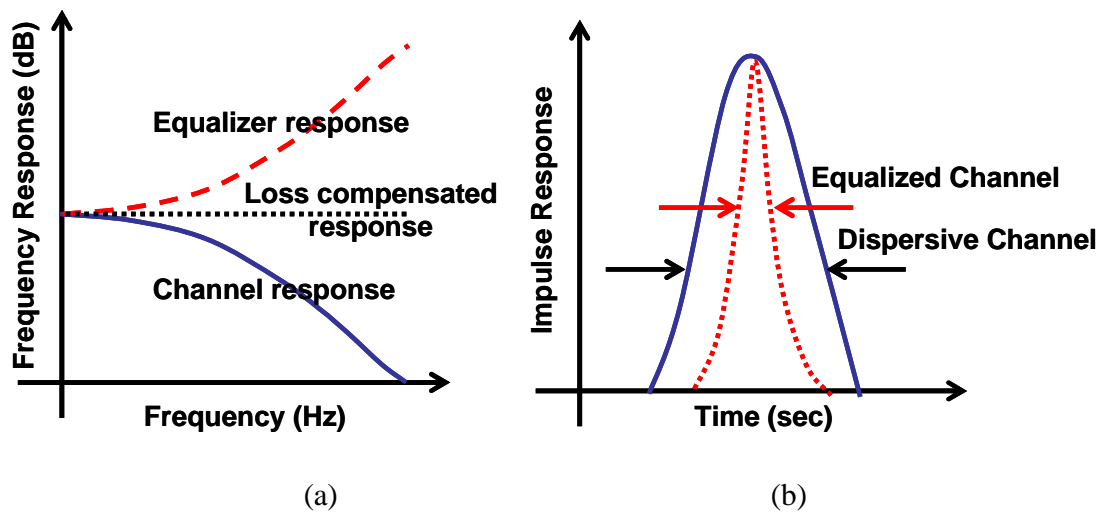 Frequency Response (dB)
Equalizer response
Loss compensated
response
Channel response
Frequency (Hz)
(a)
Impulse Response
Equalized Channel
Dispersive Channel
Time (sec)
(b)